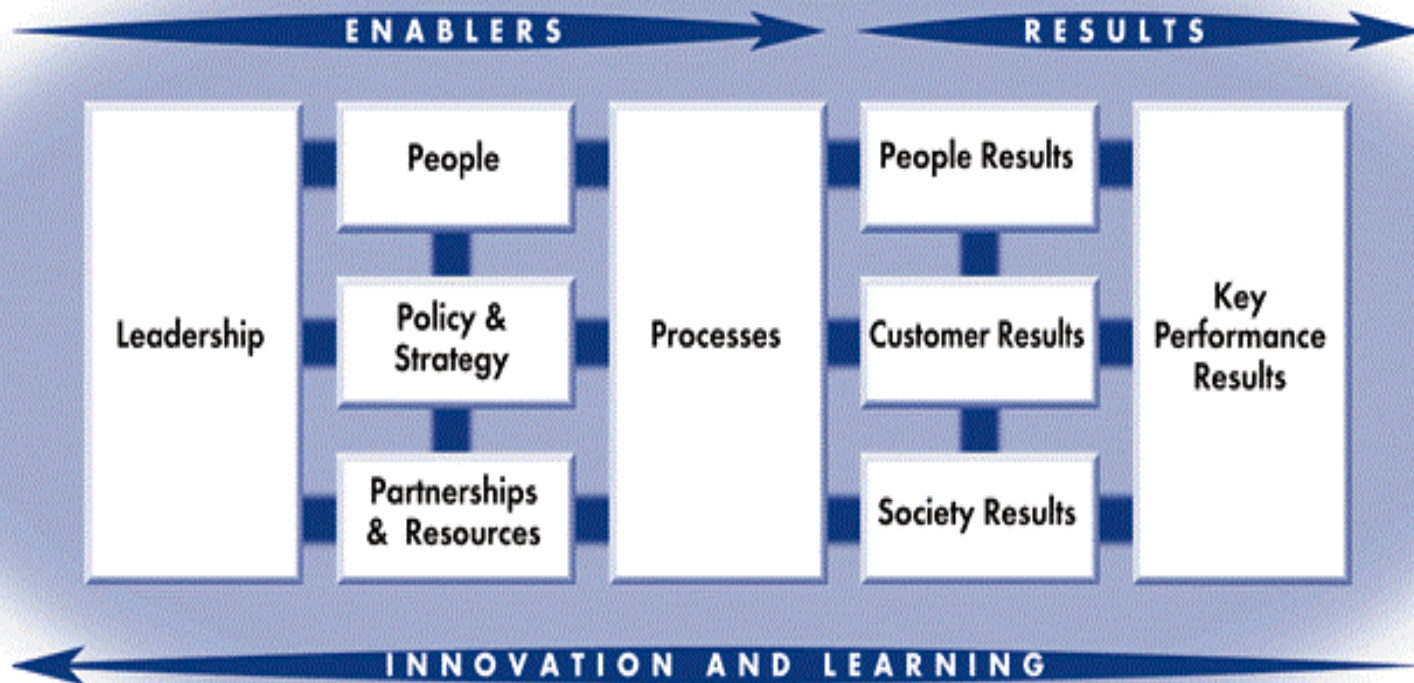 ENABLERS
RESULTS
People
People Results
Leadership
Policy &
Strategy
Processes
Customer Results
Key
Performance
Results
Partnerships
& Resources
Society Results
INNOVATION AND LEARNING